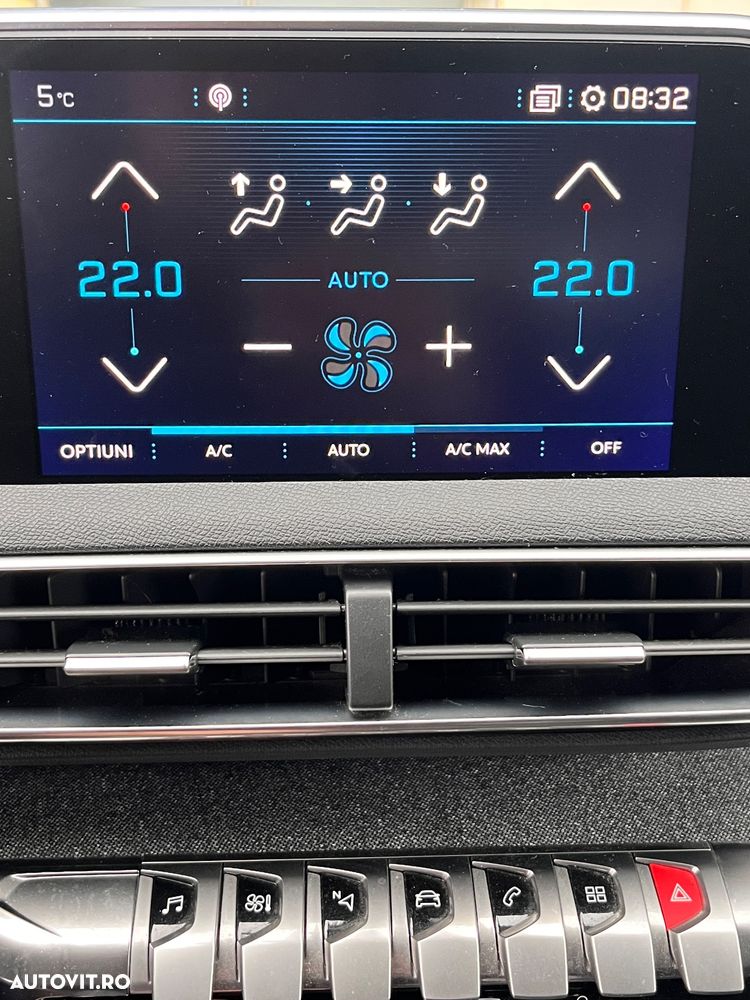 5°C 08:32
22.0 AUTO 22.0
OPTIUNI A/C AUTO A/C MAX OFF
N
AUTOVIT.RO